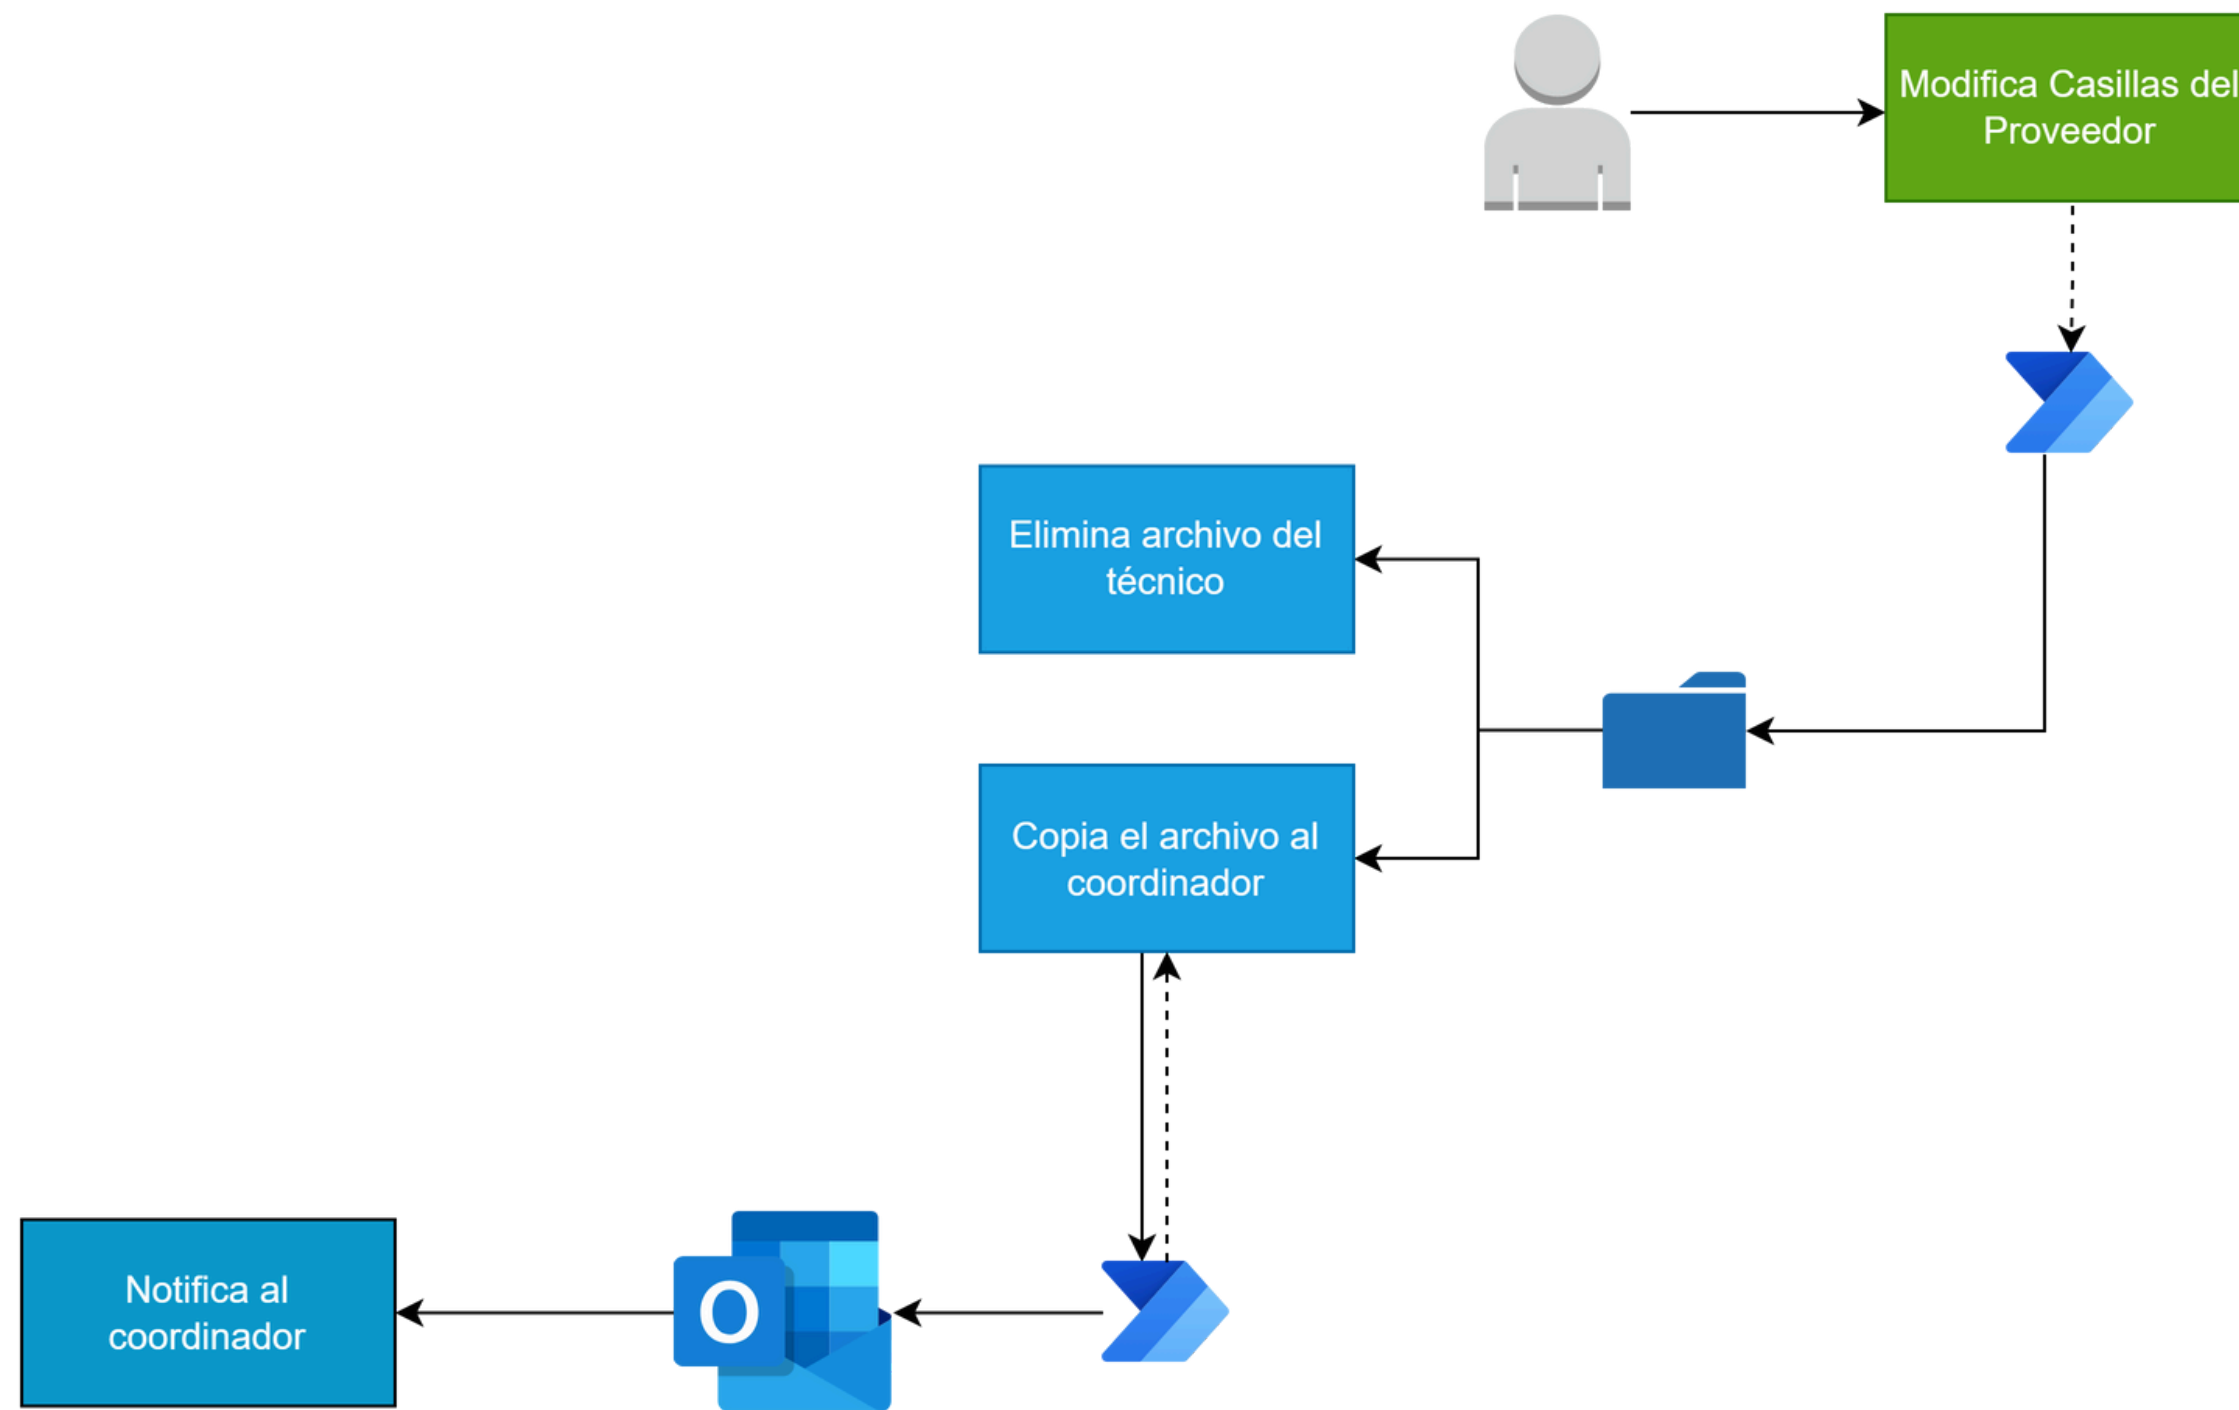 Modifica Casillas del
Proveedor
Elimina archivo del
técnico
Copia el archivo al
coordinador
Notifica al
coordinador
O